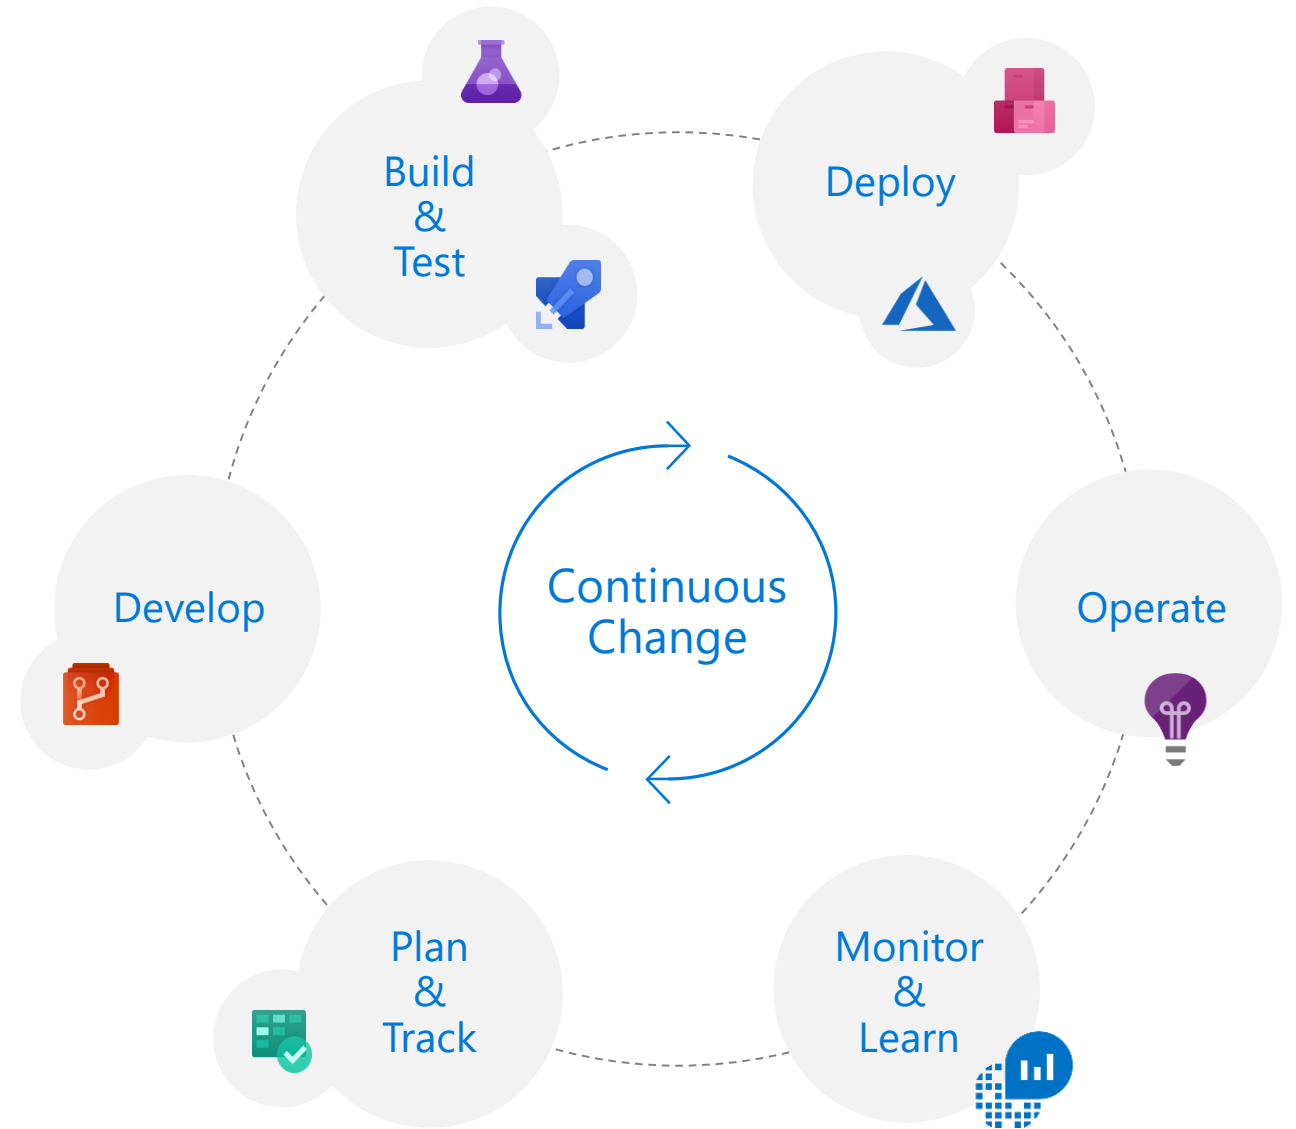 Build
&
Test
Deploy
Develop
Continuous
Change
Operate
Plan
&
Track
Monitor
&
Learn